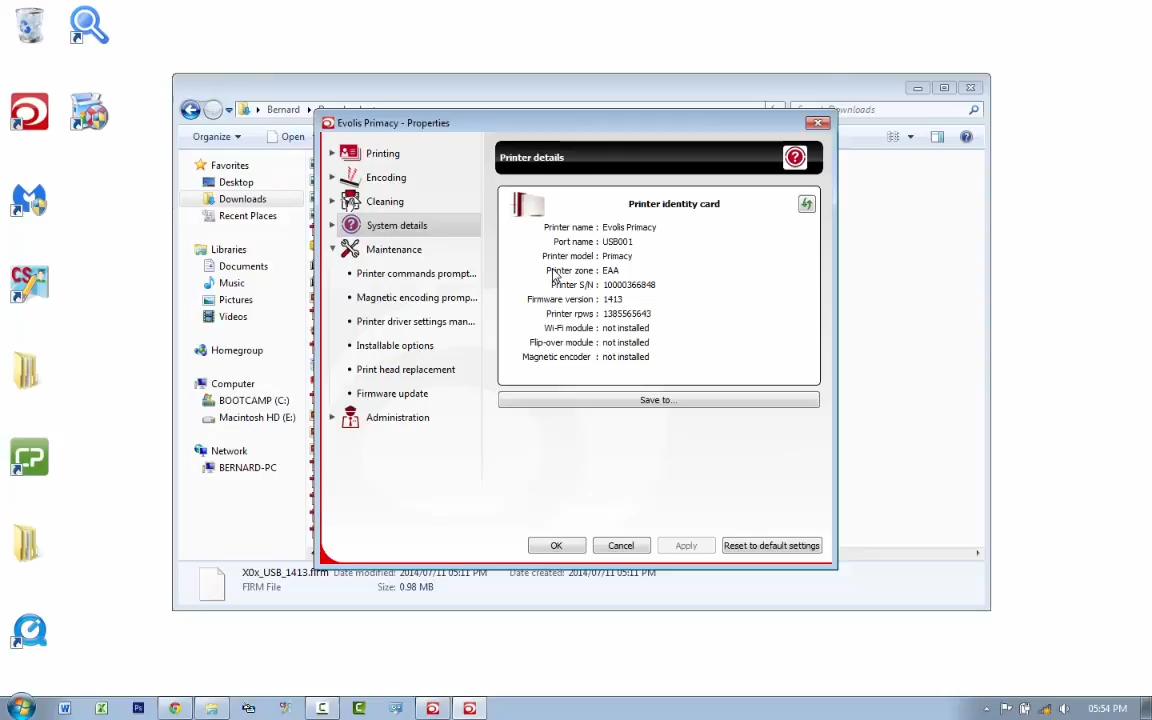 Bernard
Downloads
Evolis Primacy - Properties
Organize
Open
Favorites
Desktop
Downloads
Recent Places
Libraries
Documents
Music
Pictures
Videos
Homegroup
Computer
BOOTCAMP (C:)
Macintosh HD (E:)
Network
BERNARD-PC
Printing
Encoding
Cleaning
System details
Maintenance
Printer commands prompt...
Magnetic encoding promp...
Printer driver settings man...
Installable options
Print head replacement
Firmware update
Administration
Printer details
Printer identity card
Printer name : Evolis Primacy
Port name : USB001
Printer model : Primacy
Printer zone : EAA
Printer S/N : 10000366848
Firmware version : 1413
Printer rpws : 1385565643
Wi-Fi module : not installed
Flip-over module : not installed
Magnetic encoder : not installed
Save to...
OK
Cancel
Apply
Reset to default settings
X0x_USB_1413.firm Date modified: 2014/07/11 05:11 PM Date created: 2014/07/11 05:11 PM
FIRM File Size: 0.98 MB
CS
CP
W
X
Ps
C
C
05:54 PM